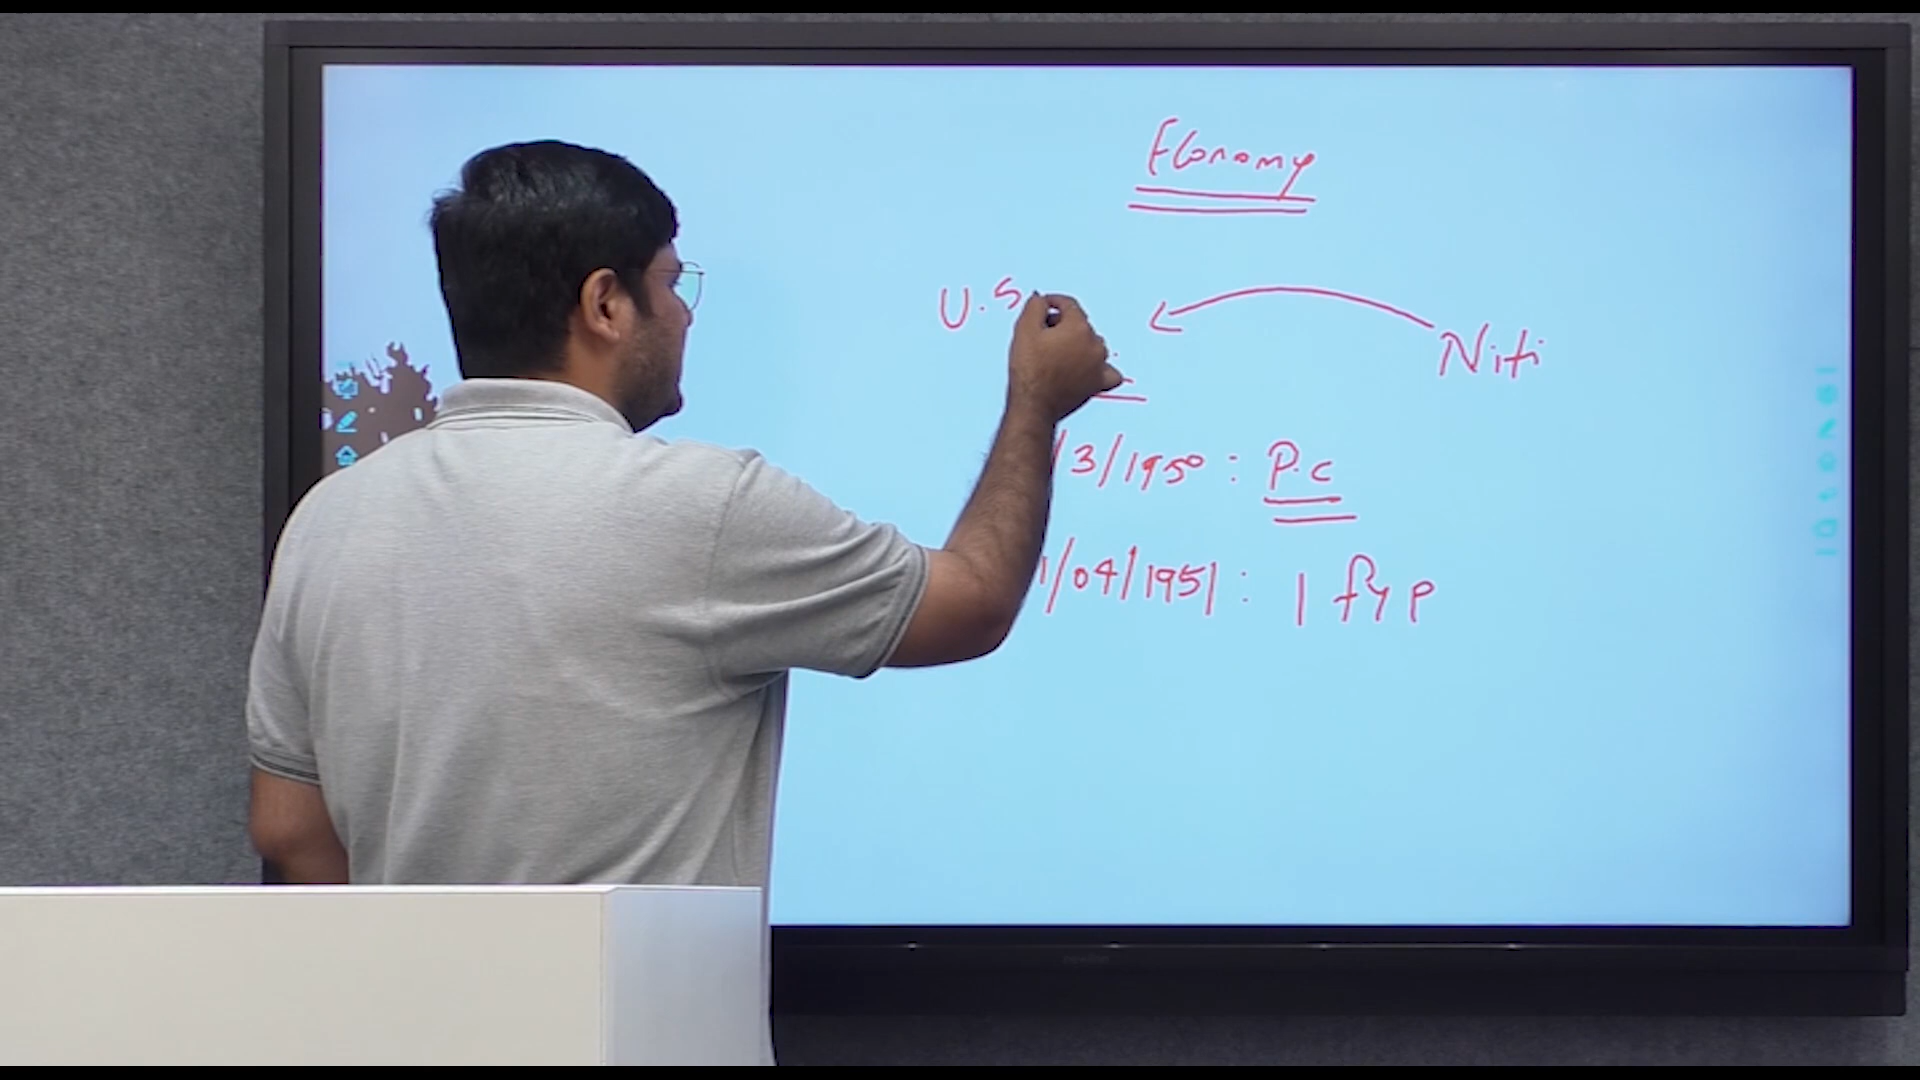 Economy
U.S
Niti
/3/1950 : P.C
1/04/1951 : 1 fyp